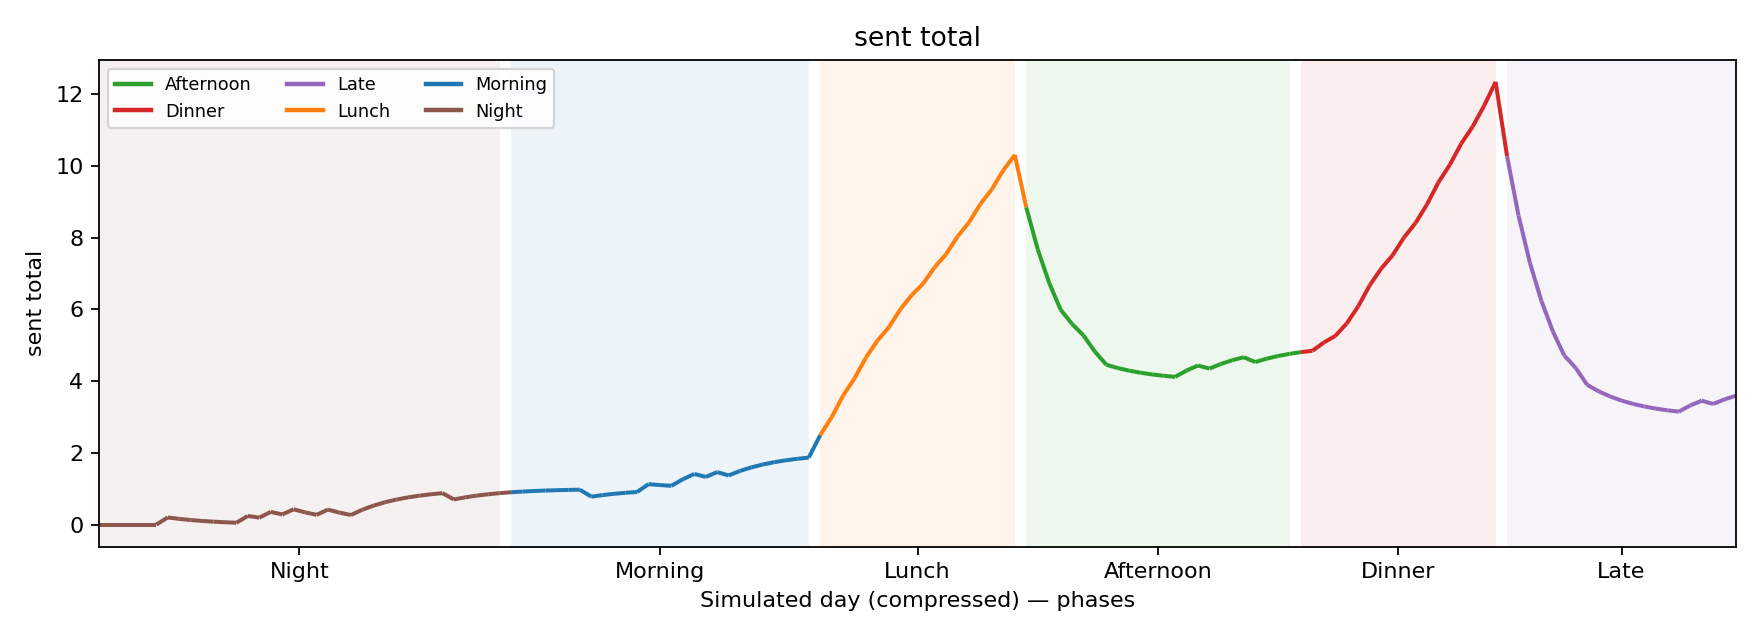 sent total
Afternoon Late Morning
Dinner Lunch Night
sent total
12
10
8
6
4
2
0
Night Morning Lunch Afternoon Dinner Late
Simulated day (compressed) — phases